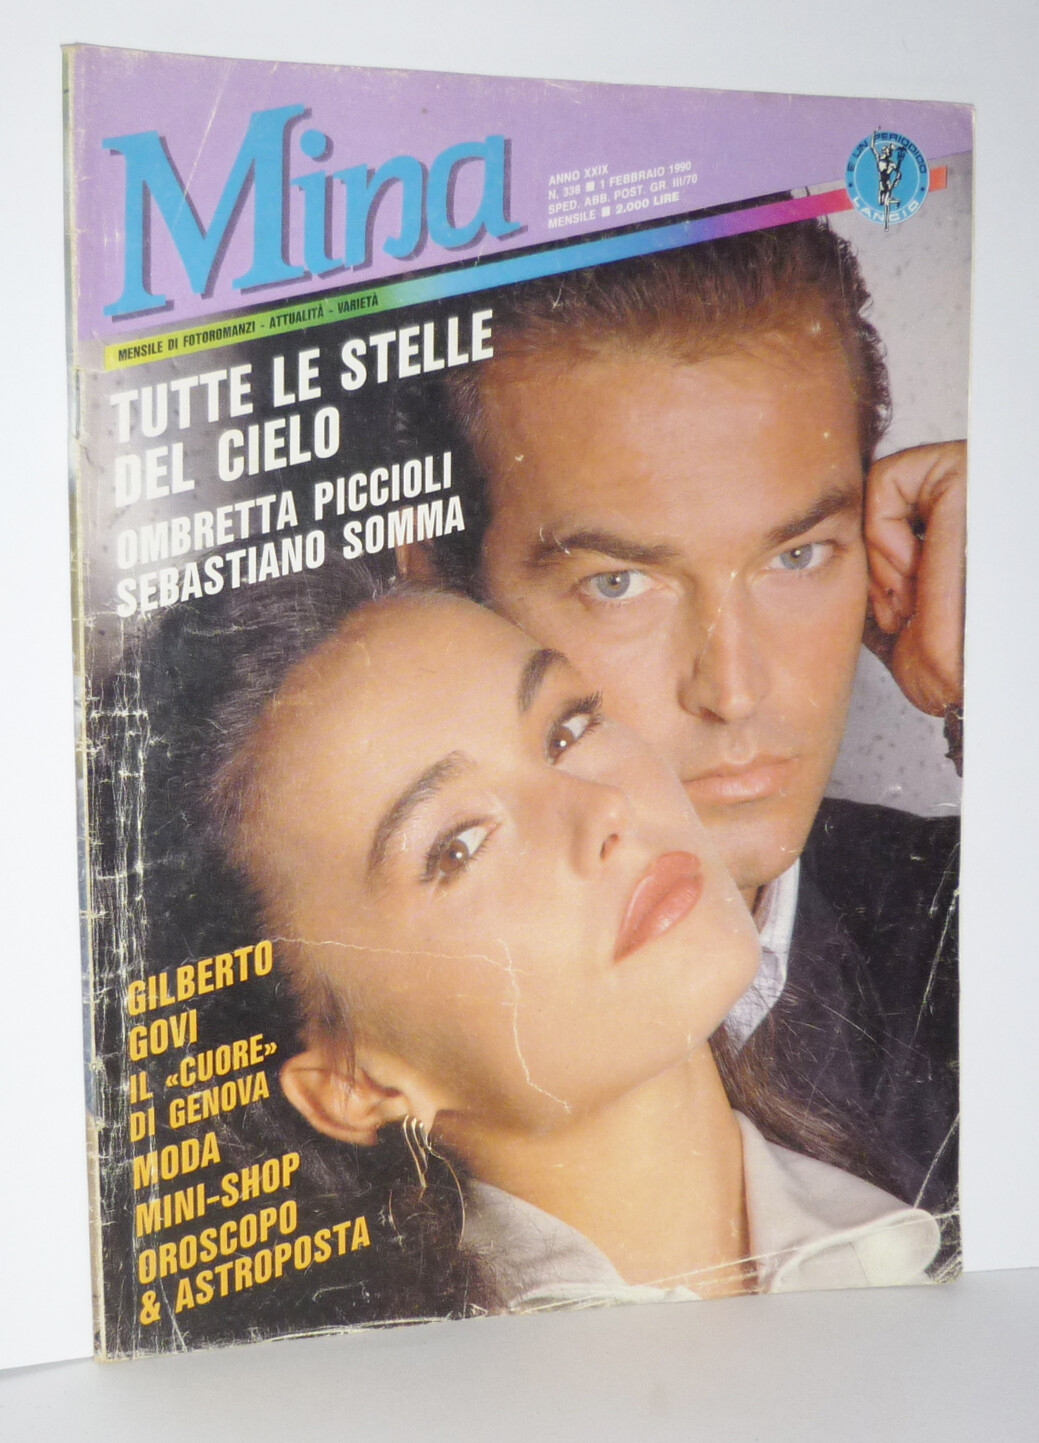 Mina
ANNO XXIX
N. 338 ■ 1 FEBBRAIO 1990
SPED. ABB. POST. GR. III/70
MENSILE ■ 2.000 LIRE
È UN PERIODICO
LANCIO
MENSILE DI FOTOROMANZI - ATTUALITÀ - VARIETÀ
TUTTE LE STELLE
DEL CIELO
OMBRETTA PICCIOLI
SEBASTIANO SOMMA
GILBERTO
GOVI
IL «CUORE»
DI GENOVA
MODA
MINI-SHOP
OROSCOPO
& ASTROPOSTA